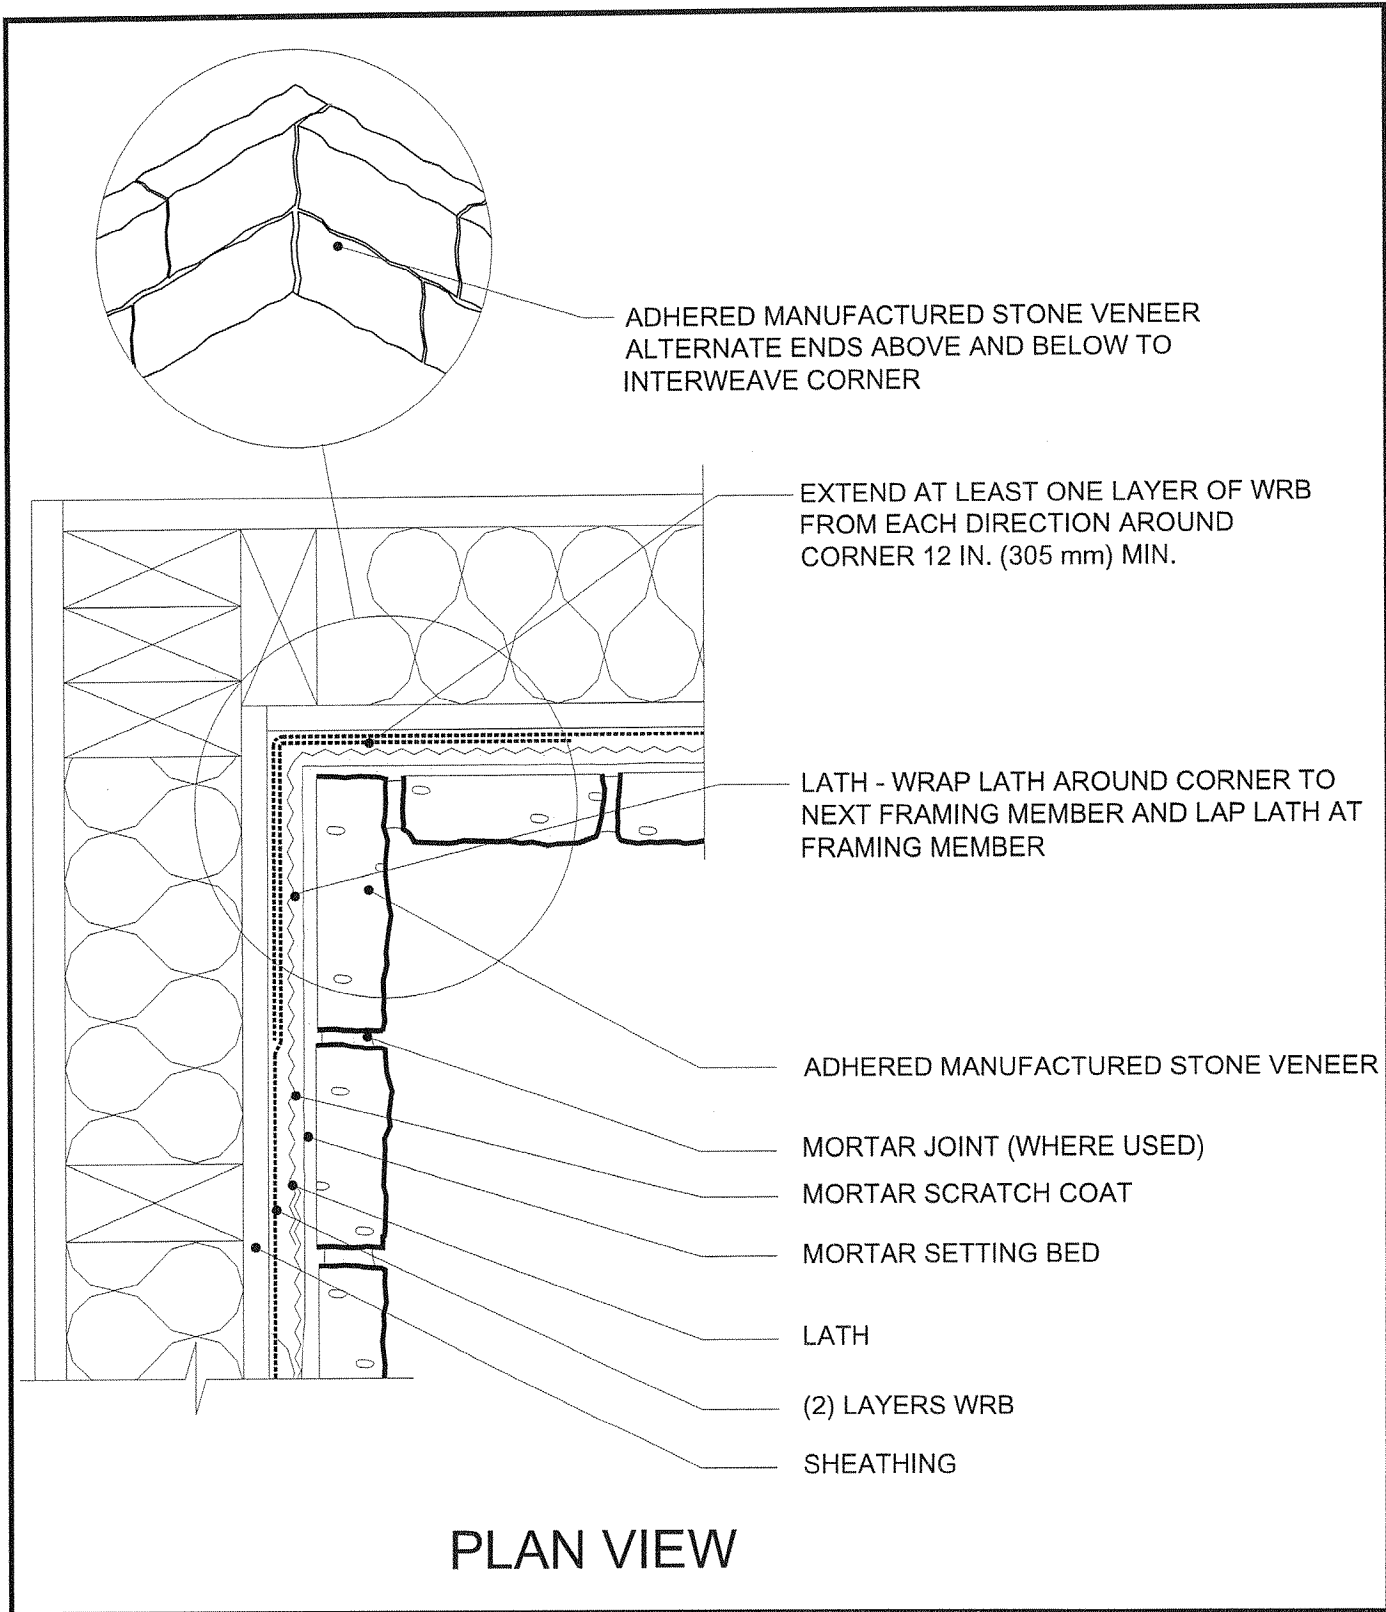 ADHERED MANUFACTURED STONE VENEER
ALTERNATE ENDS ABOVE AND BELOW TO
INTERWEAVE CORNER
EXTEND AT LEAST ONE LAYER OF WRB
FROM EACH DIRECTION AROUND
CORNER 12 IN. (305 mm) MIN.
LATH - WRAP LATH AROUND CORNER TO
NEXT FRAMING MEMBER AND LAP LATH AT
FRAMING MEMBER
ADHERED MANUFACTURED STONE VENEER
MORTAR JOINT (WHERE USED)
MORTAR SCRATCH COAT
MORTAR SETTING BED
LATH
(2) LAYERS WRB
SHEATHING
PLAN VIEW